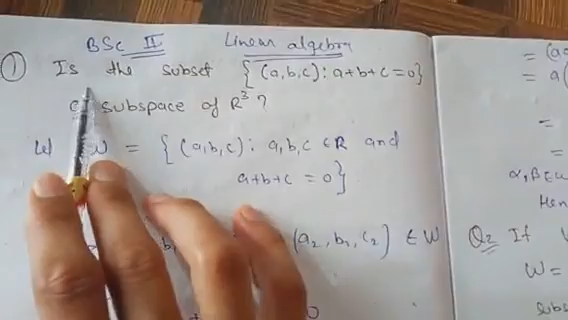 BSc II Linear algebra
① Is the subset {(a,b,c): a+b+c=0}
subspace of R³ ?
W = {(a,b,c): a,b,c ∈ R and
a+b+c = 0}
(a₂, b₂, c₂) ∈ W
= a(
=
α,β ∈
Hen
Q₂ If
W =
subs